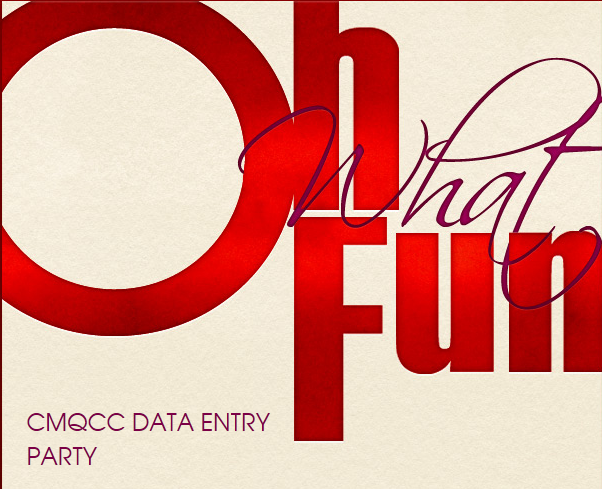 Oh
What
Fun
CMQCC DATA ENTRY
PARTY